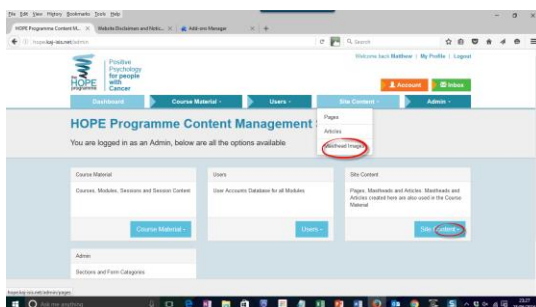 File Edit View History Bookmarks Tools Help
HOPE Programme Content M...
Website Disclaimer and Notic...
Add-ons Manager
Search
Welcome back Matthew | My Profile | Logout
HOPE
programme
Positive
Psychology
for people
with
Cancer
Account
Inbox
Dashboard
Course Material
Users
Site Content
Admin
Pages
Articles
Masthead Images
HOPE Programme Content Management
You are logged in as an Admin, below are all the options available
Course Material
Courses, Modules, Sessions and Session Content
Course Material
Users
User Accounts Database for all Modules
Users
Site Content
Pages, Mastheads and Articles. Mastheads and
Articles created here are also used in the Course
Material
Site Content
Admin
Sections and Form Catagories
Ask me anything